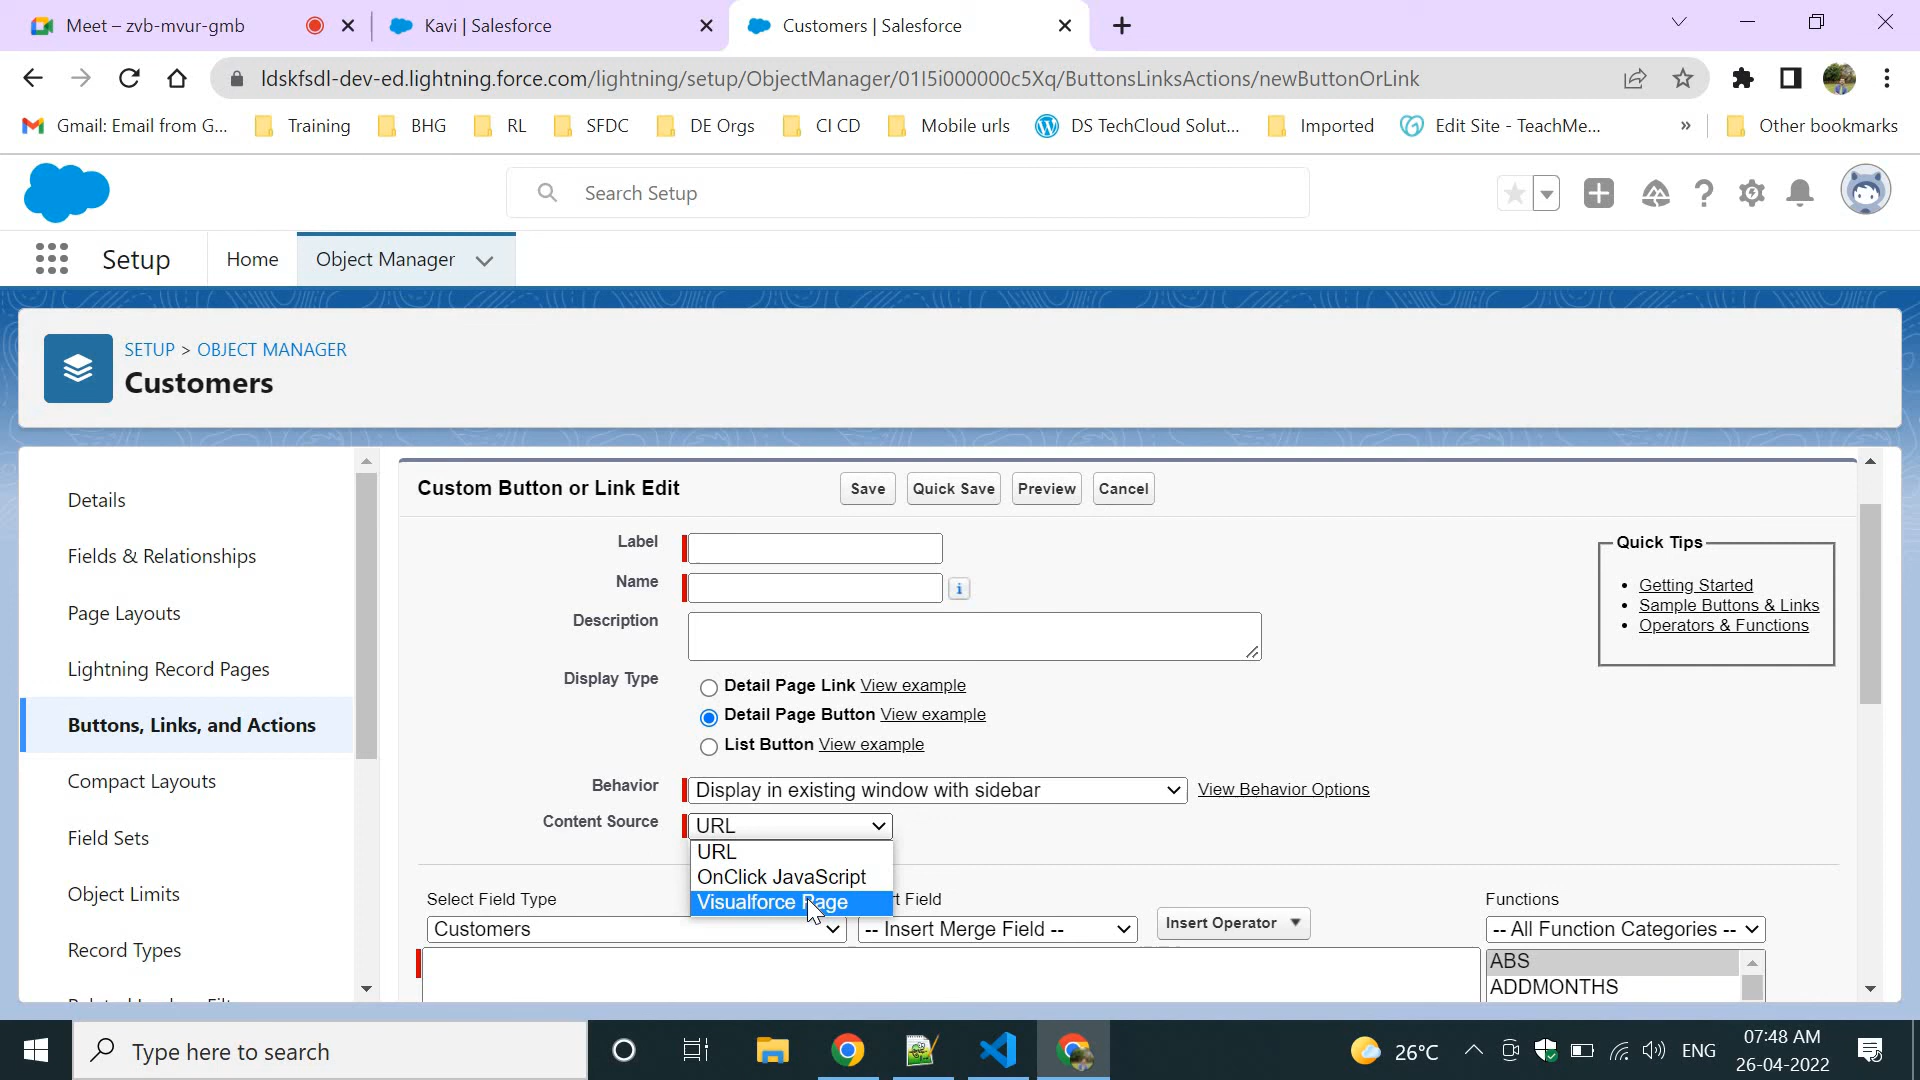 Meet – zvb-mvur-gmb
Kavi | Salesforce
Customers | Salesforce
ldskfsdl-dev-ed.lightning.force.com/lightning/setup/ObjectManager/01I5i000000c5Xq/ButtonsLinksActions/newButtonOrLink
Gmail: Email from G... Training BHG RL SFDC DE Orgs CI CD Mobile urls DS TechCloud Solut... Imported Edit Site - TeachMe... » Other bookmarks
Search Setup
Setup Home Object Manager
SETUP > OBJECT MANAGER
Customers
Details
Fields & Relationships
Page Layouts
Lightning Record Pages
Buttons, Links, and Actions
Compact Layouts
Field Sets
Object Limits
Record Types
Custom Button or Link Edit Save Quick Save Preview Cancel
Label
Name
Description
Display Type
Detail Page Link View example
Detail Page Button View example
List Button View example
Behavior Display in existing window with sidebar View Behavior Options
Content Source URL
URL
OnClick JavaScript
Visualforce Page
Quick Tips
Getting Started
Sample Buttons & Links
Operators & Functions
Select Field Type Field Functions
Customers -- Insert Merge Field -- Insert Operator -- All Function Categories --
ABS
ADDMONTHS
Type here to search
26°C ENG
07:48 AM
26-04-2022